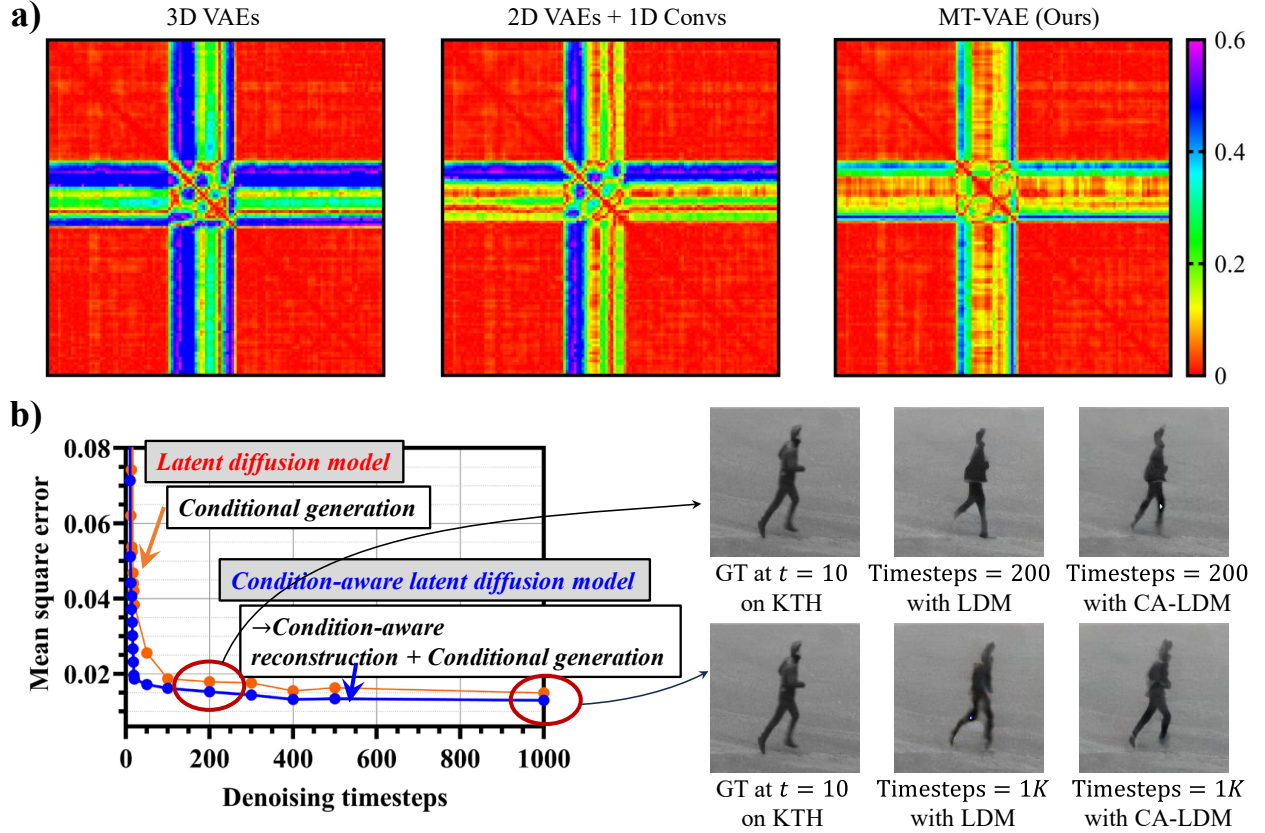 a)
3D VAEs
2D VAEs + 1D Convs
MT-VAE (Ours)
0.6
0.4
0.2
0
b)
0.08
0.06
0.04
0.02
Mean square error
Latent diffusion model
Conditional generation
Condition-aware latent diffusion model
→Condition-aware
reconstruction + Conditional generation
0 200 400 600 800 1000
Denoising timesteps
GT at t = 10
on KTH
Timesteps = 200
with LDM
Timesteps = 200
with CA-LDM
GT at t = 10
on KTH
Timesteps = 1K
with LDM
Timesteps = 1K
with CA-LDM